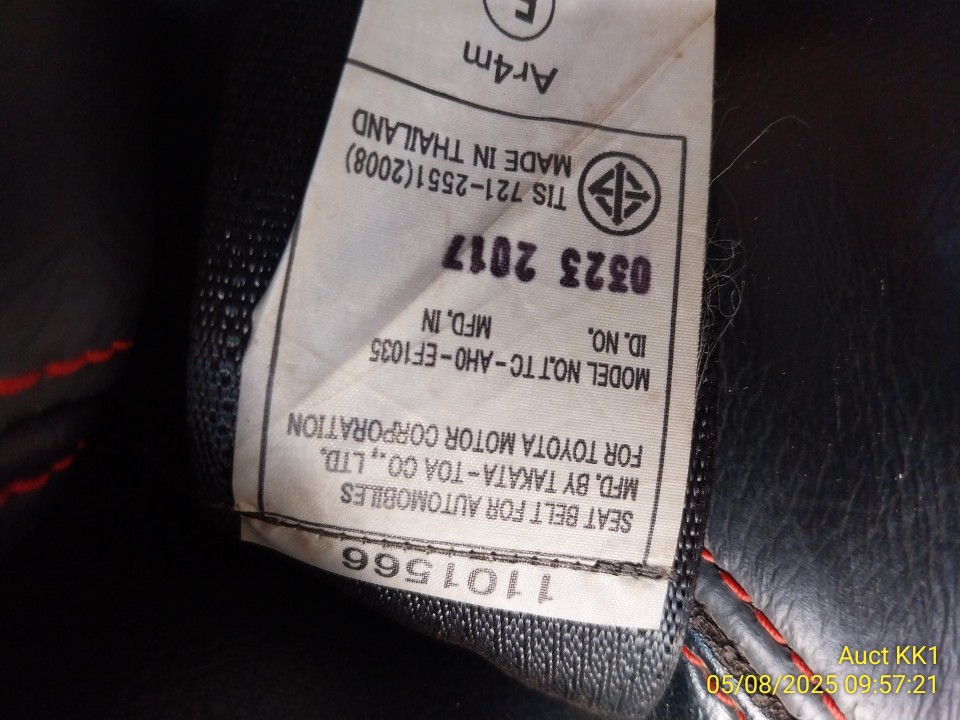 1101566
SEAT BELT FOR AUTOMOBILES
MFD. BY TAKATA-TOA CO., LTD.
FOR TOYOTA MOTOR CORPORATION
MODEL NO.TTC-AH0-EF1035
ID. NO. MFD. IN
0323 2017
TIS 721-2551(2008)
MADE IN THAILAND
Ar4m
E
Auct KK1
05/08/2025 09:57:21